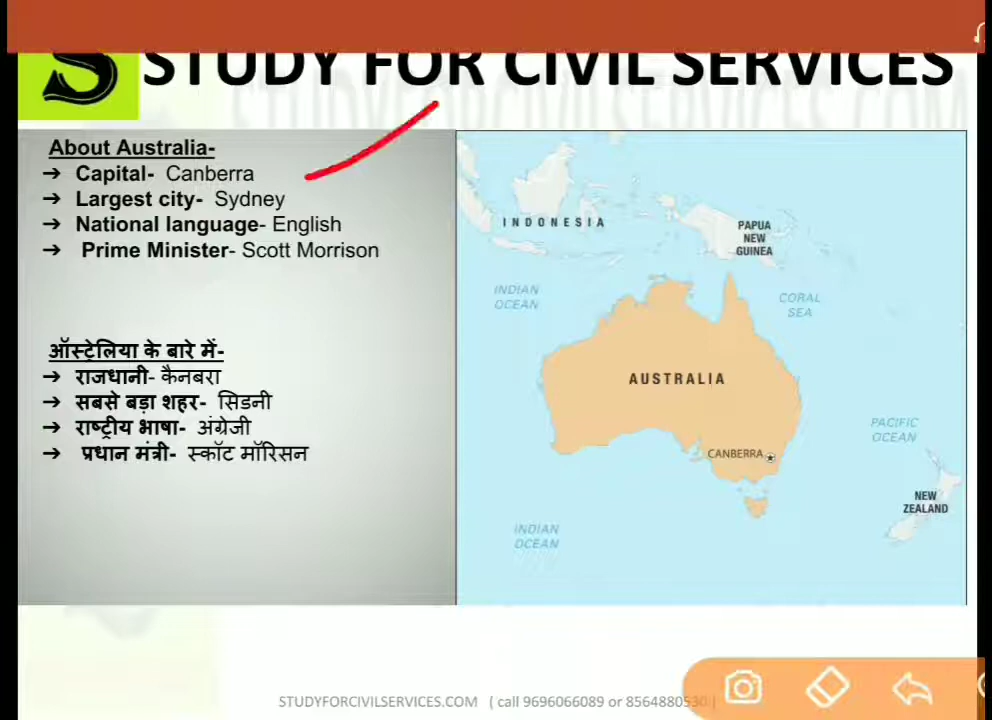 S STUDY FOR CIVIL SERVICES
About Australia-
→ Capital- Canberra
→ Largest city- Sydney
→ National language- English
→ Prime Minister- Scott Morrison
ऑस्ट्रेलिया के बारे में-
→ राजधानी- कैनबरा
→ सबसे बड़ा शहर- सिडनी
→ राष्ट्रीय भाषा- अंग्रेजी
→ प्रधान मंत्री- स्कॉट मॉरिसन
INDONESIA
PAPUA
NEW
GUINEA
INDIAN
OCEAN
CORAL
SEA
AUSTRALIA
PACIFIC
OCEAN
CANBERRA
NEW
ZEALAND
INDIAN
OCEAN
STUDYFORCIVILSERVICES.COM ( call 9696066089 or 8564880530 )